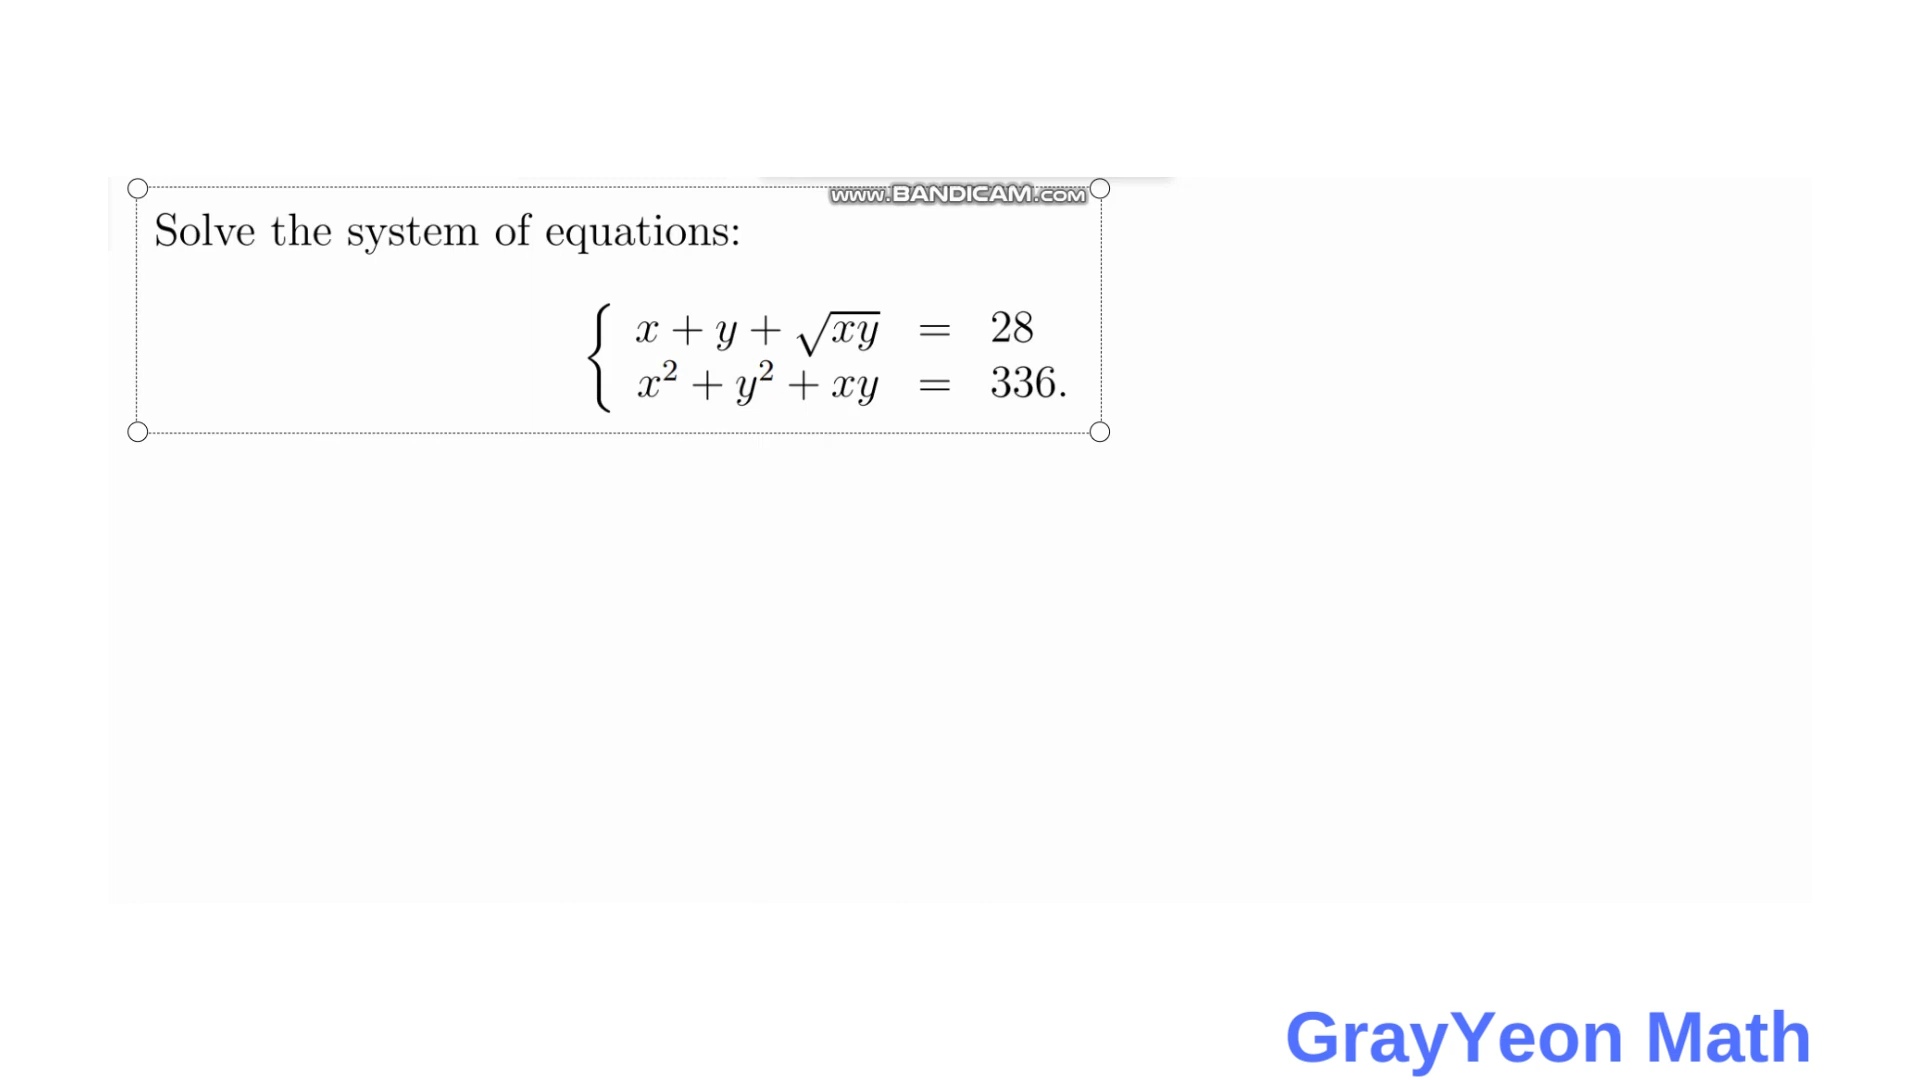 www.BANDICAM.com
Solve the system of equations:
x + y + √xy = 28
x² + y² + xy = 336.
GrayYeon Math